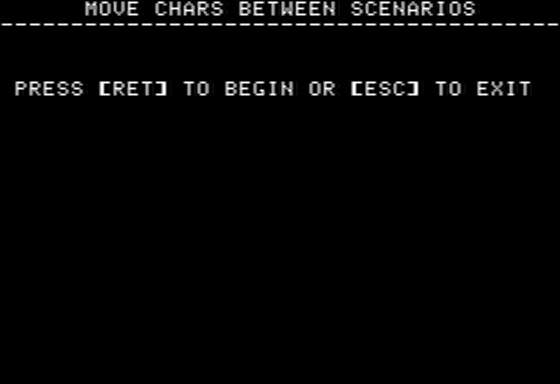 MOVE CHARS BETWEEN SCENARIOS
----------------------------------------
PRESS [RET] TO BEGIN OR [ESC] TO EXIT